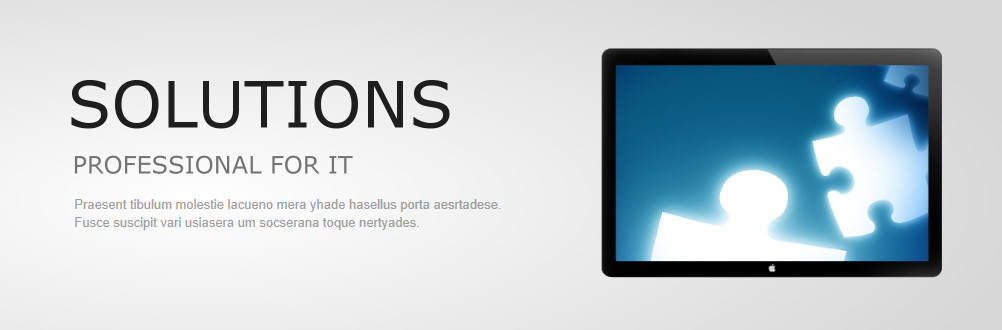 SOLUTIONS
PROFESSIONAL FOR IT
Praesent tibulum molestie lacueno mera yhade hasellus porta aesrtadese.
Fusce suscipit vari usiasera um socserana toque nertyades.